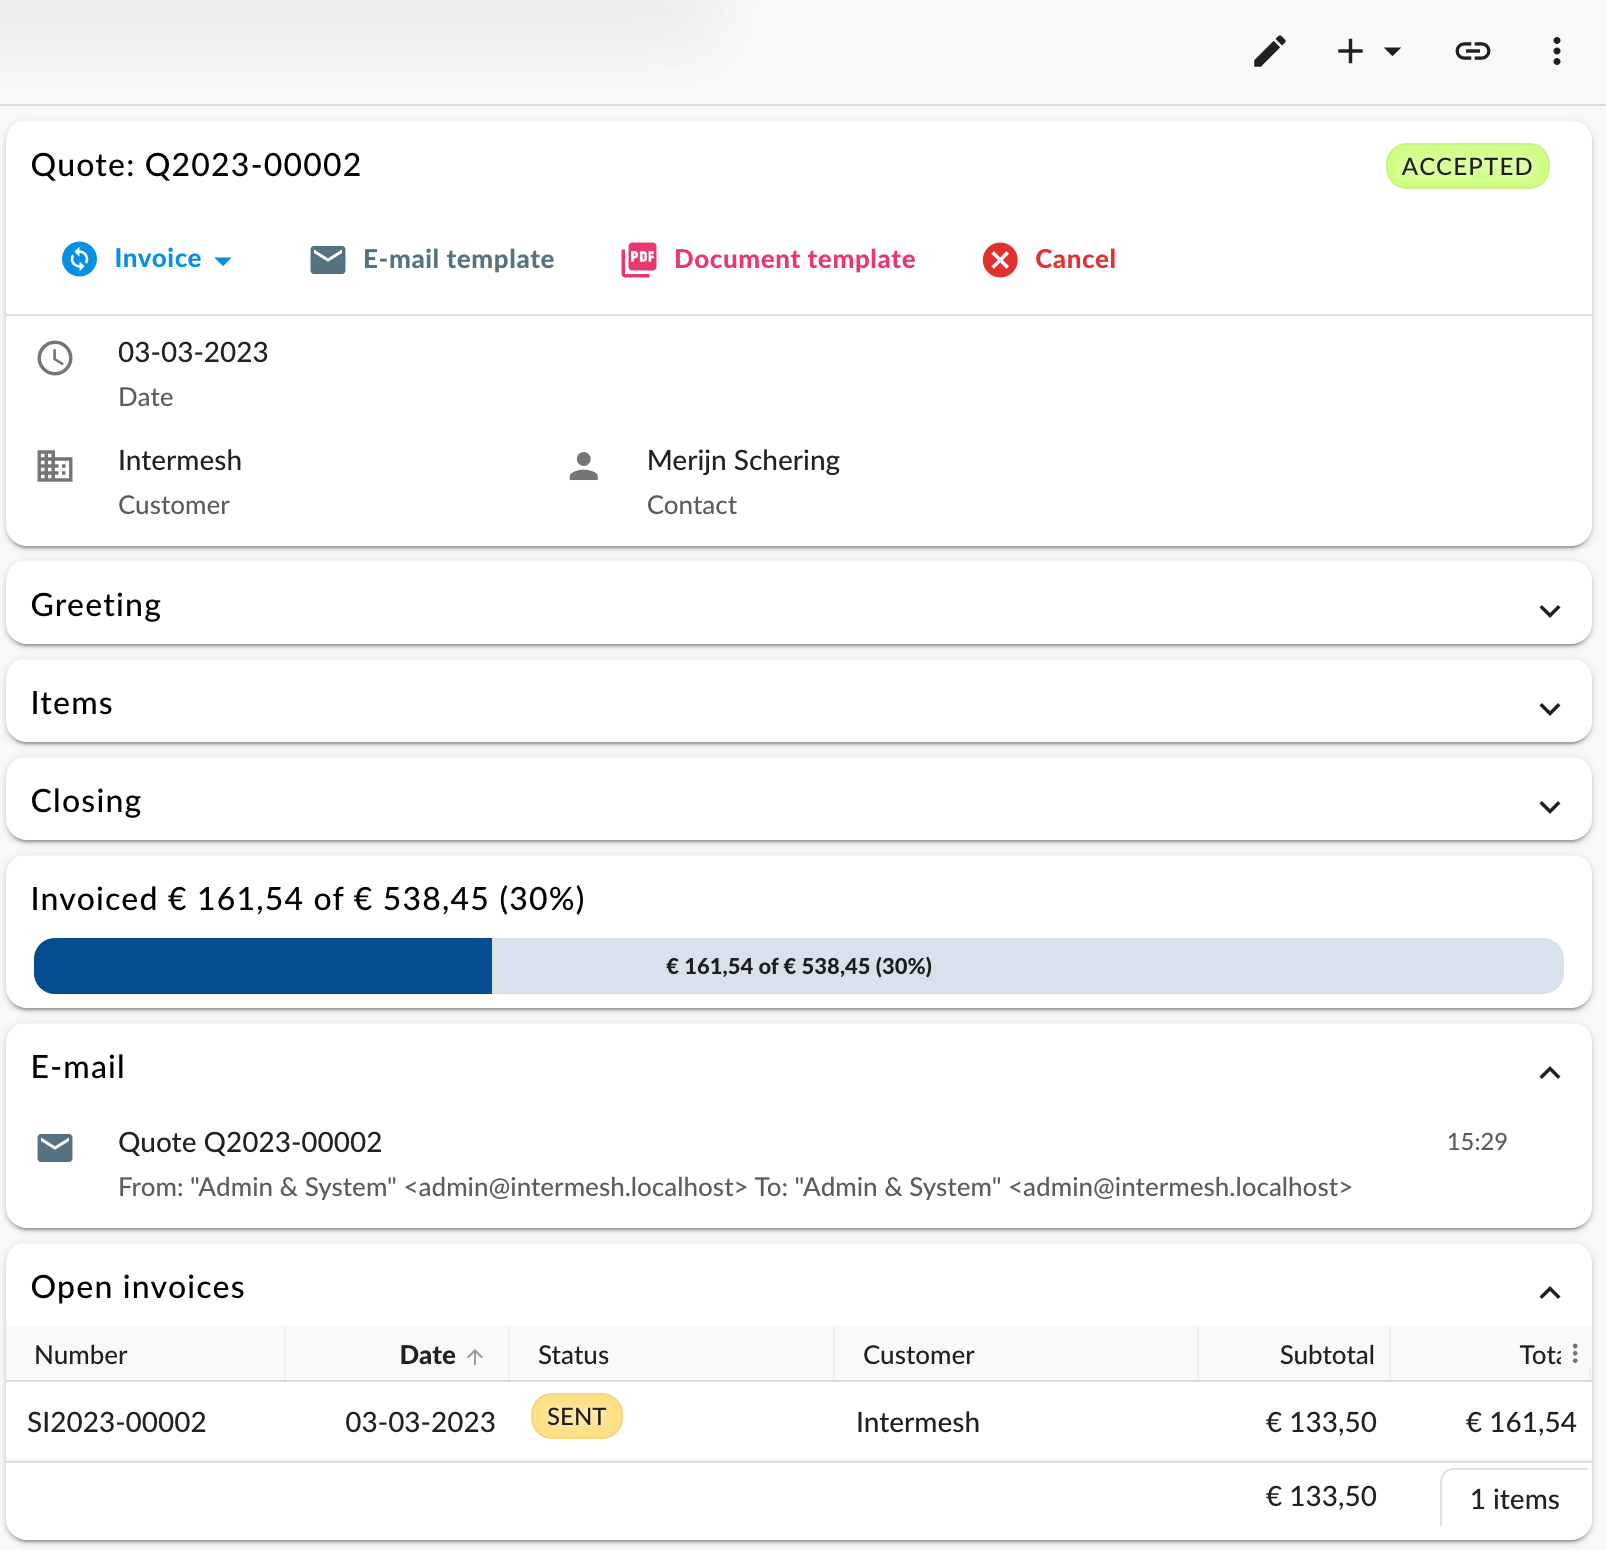 Quote: Q2023-00002
ACCEPTED
Invoice
E-mail template
PDF
Document template
Cancel
03-03-2023
Date
Intermesh
Customer
Merijn Schering
Contact
Greeting
Items
Closing
Invoiced € 161,54 of € 538,45 (30%)
€ 161,54 of € 538,45 (30%)
E-mail
Quote Q2023-00002
15:29
From: "Admin & System" <admin@intermesh.localhost> To: "Admin & System" <admin@intermesh.localhost>
Open invoices
Number Date Status Customer Subtotal
SI2023-00002 03-03-2023 SENT Intermesh € 133,50 € 161,54
€ 133,50
1 items